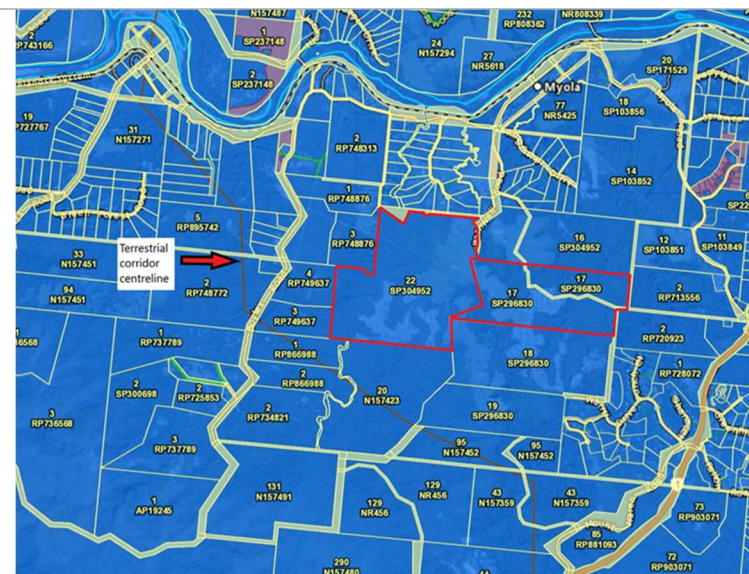 N157487
232
RP808362
NR808339
2
RP743166
1
SP237148
24
N157294
27
NR5618
20
SP171529
2
SP237148
Myola
77
NR5425
18
SP103856
19
31
N157271
2
RP748313
14
SP103852
1
RP748876
5
RP895742
3
RP748876
16
SP304952
12
SP103851
11
SP103849
Terrestrial
corridor
centreline
33
N157451
4
RP749637
22
SP304952
17
SP296830
17
SP296830
2
RP713556
94
N157451
2
RP748772
3
RP749637
2
RP720923
1
RP737789
1
RP866988
18
SP296830
1
RP728072
2
SP300698
2
RP725853
2
RP866988
20
N157423
3
RP736568
2
RP734821
19
SP296830
3
RP737789
95
N157452
95
N157452
131
N157491
129
NR456
129
NR456
43
N157359
43
N157359
1
AP19245
73
RP903071
85
RP881093
290
N157480
72
RP903071